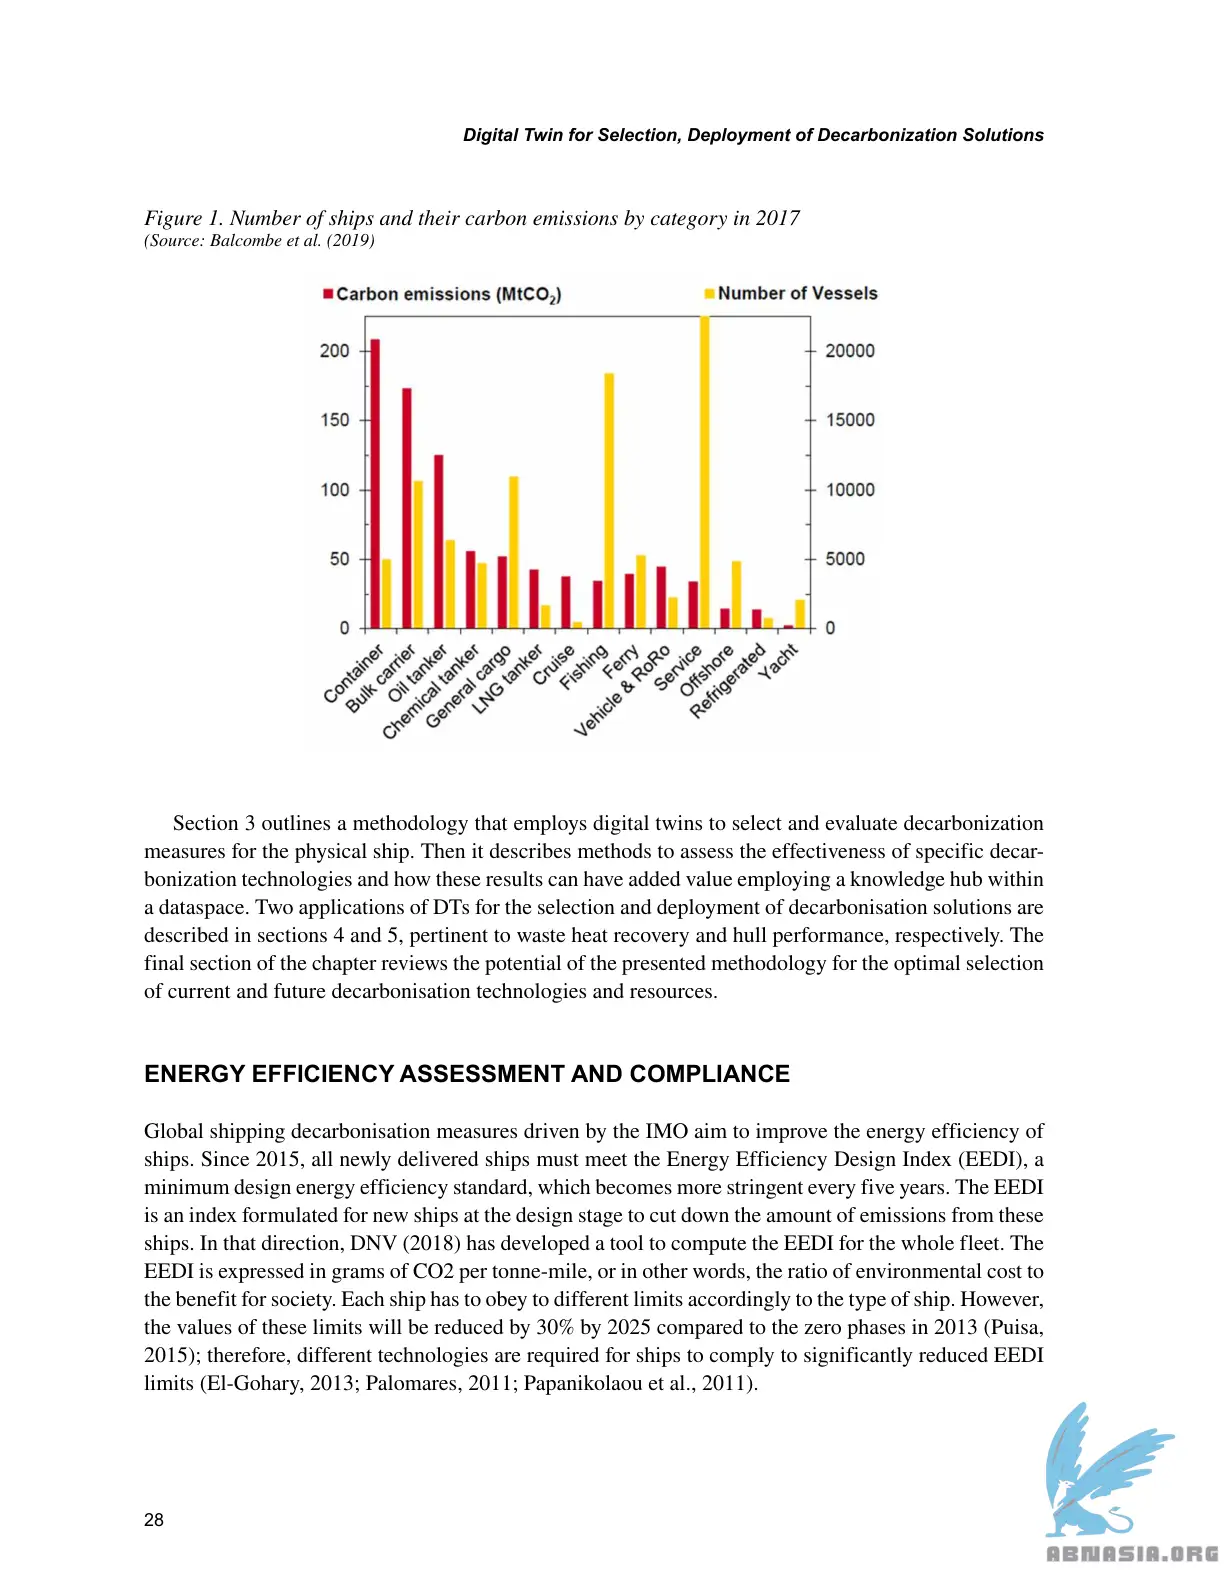 Digital Twin for Selection, Deployment of Decarbonization Solutions
Figure 1. Number of ships and their carbon emissions by category in 2017
(Source: Balcombe et al. (2019)
Carbon emissions (MtCO2)
Number of Vessels
200
150
100
50
0
20000
15000
10000
5000
0
Container
Bulk carrier
Oil tanker
Chemical tanker
General cargo
LNG tanker
Cruise
Fishing
Ferry
Vehicle & RoRo
Service
Offshore
Refrigerated
Yacht
Section 3 outlines a methodology that employs digital twins to select and evaluate decarbonization
measures for the physical ship. Then it describes methods to assess the effectiveness of specific decar-
bonization technologies and how these results can have added value employing a knowledge hub within
a dataspace. Two applications of DTs for the selection and deployment of decarbonisation solutions are
described in sections 4 and 5, pertinent to waste heat recovery and hull performance, respectively. The
final section of the chapter reviews the potential of the presented methodology for the optimal selection
of current and future decarbonisation technologies and resources.
ENERGY EFFICIENCY ASSESSMENT AND COMPLIANCE
Global shipping decarbonisation measures driven by the IMO aim to improve the energy efficiency of
ships. Since 2015, all newly delivered ships must meet the Energy Efficiency Design Index (EEDI), a
minimum design energy efficiency standard, which becomes more stringent every five years. The EEDI
is an index formulated for new ships at the design stage to cut down the amount of emissions from these
ships. In that direction, DNV (2018) has developed a tool to compute the EEDI for the whole fleet. The
EEDI is expressed in grams of CO2 per tonne-mile, or in other words, the ratio of environmental cost to
the benefit for society. Each ship has to obey to different limits accordingly to the type of ship. However,
the values of these limits will be reduced by 30% by 2025 compared to the zero phases in 2013 (Puisa,
2015); therefore, different technologies are required for ships to comply to significantly reduced EEDI
limits (El-Gohary, 2013; Palomares, 2011; Papanikolaou et al., 2011).
28
ABNASIA.ORG